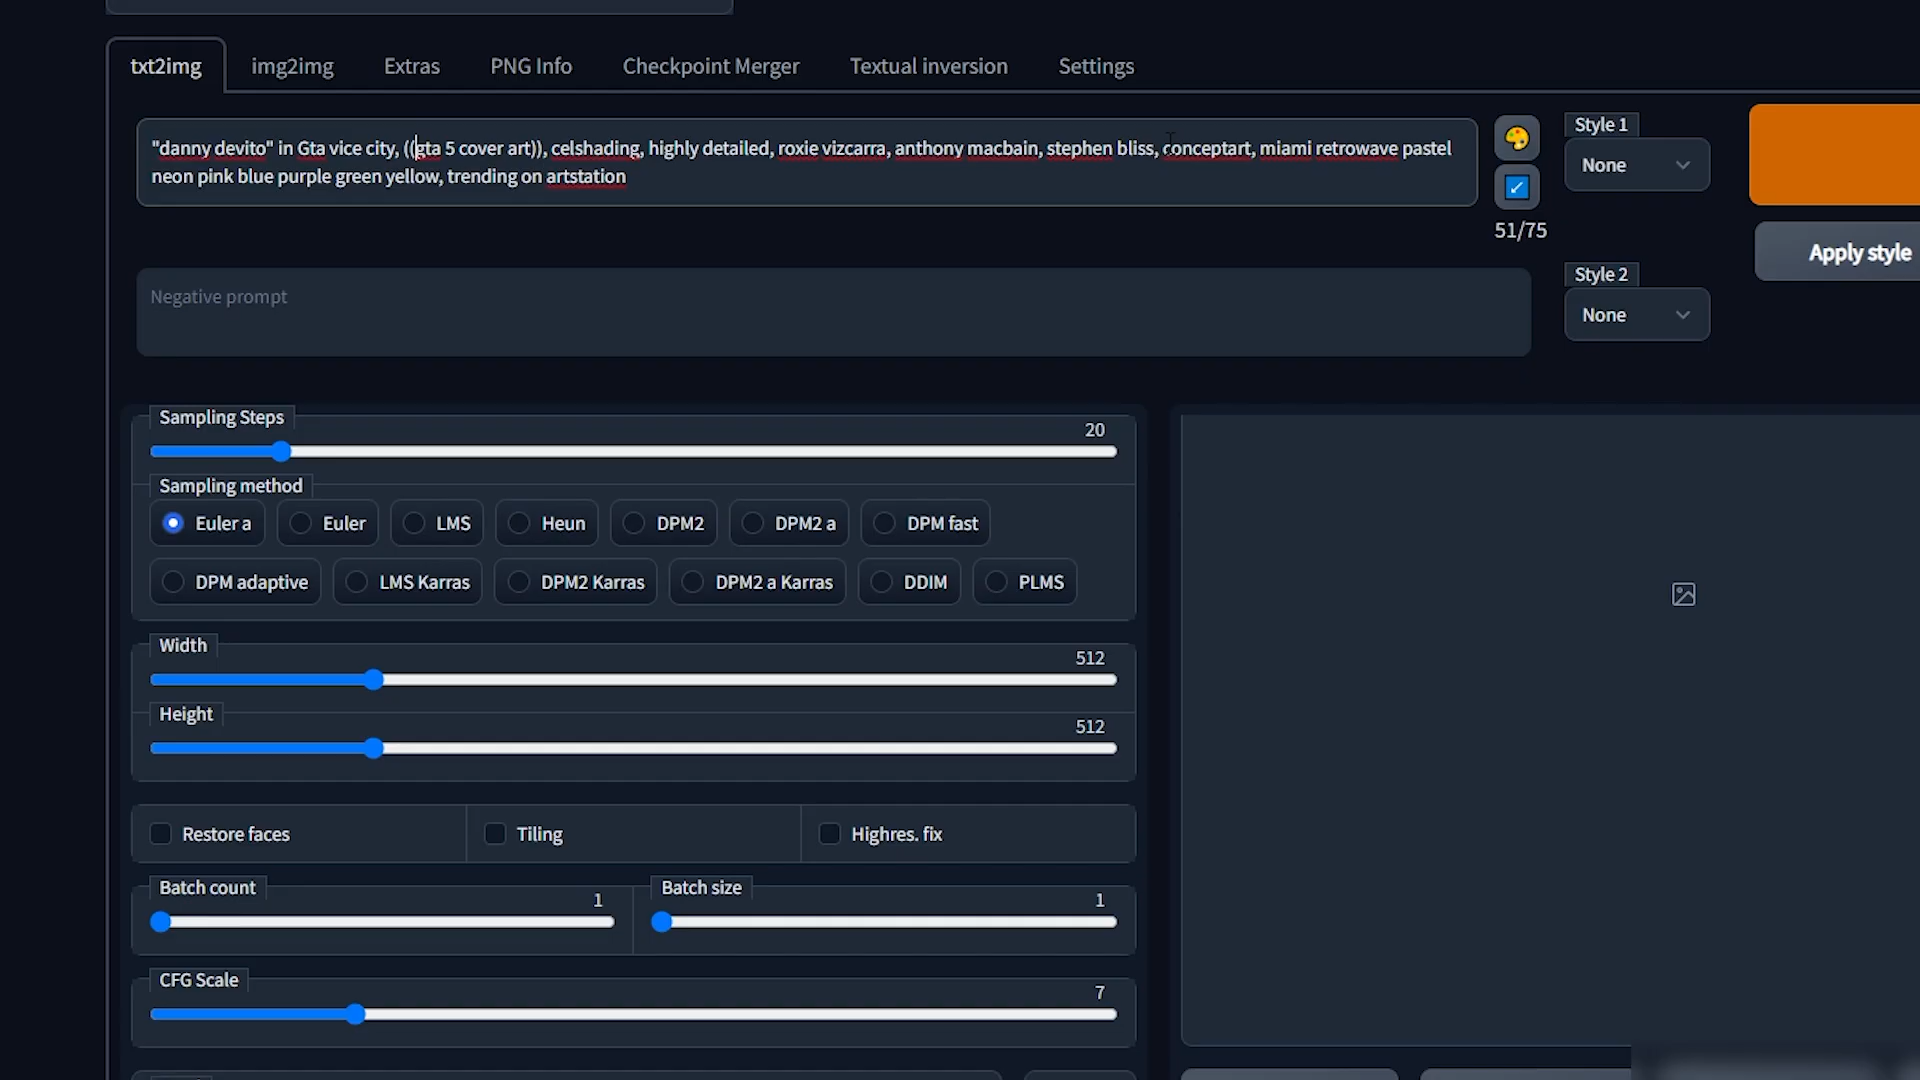 txt2img img2img Extras PNG Info Checkpoint Merger Textual inversion Settings
"danny devito" in Gta vice city, ((gta 5 cover art)), celshading, highly detailed, roxie vizcarra, anthony macbain, stephen bliss, conceptart, miami retrowave pastel
neon pink blue purple green yellow, trending on artstation
51/75
Style 1
None
Apply style
Negative prompt
Style 2
None
Sampling Steps
20
Sampling method
Euler a Euler LMS Heun DPM2 DPM2 a DPM fast
DPM adaptive LMS Karras DPM2 Karras DPM2 a Karras DDIM PLMS
Width
512
Height
512
Restore faces Tiling Highres. fix
Batch count
1
Batch size
1
CFG Scale
7